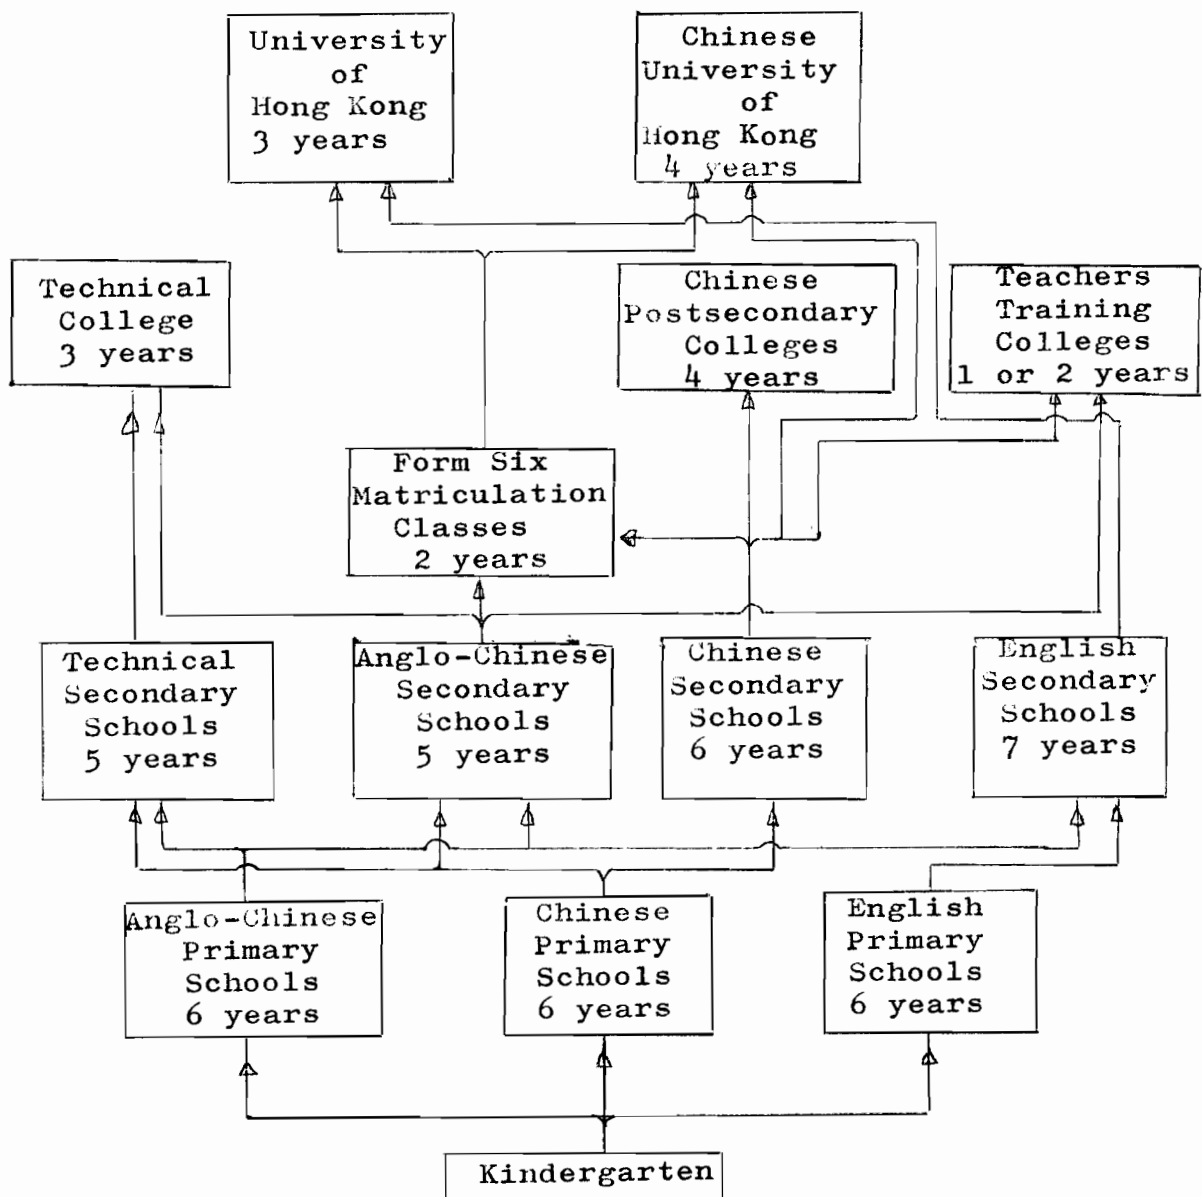 University
of
Hong Kong
3 years
Chinese
University
of
Hong Kong
4 years
Technical
College
3 years
Chinese
Postsecondary
Colleges
4 years
Teachers
Training
Colleges
1 or 2 years
Form Six
Matriculation
Classes
2 years
Technical
Secondary
Schools
5 years
Anglo-Chinese
Secondary
Schools
5 years
Chinese
Secondary
Schools
6 years
English
Secondary
Schools
7 years
Anglo-Chinese
Primary
Schools
6 years
Chinese
Primary
Schools
6 years
English
Primary
Schools
6 years
Kindergarten